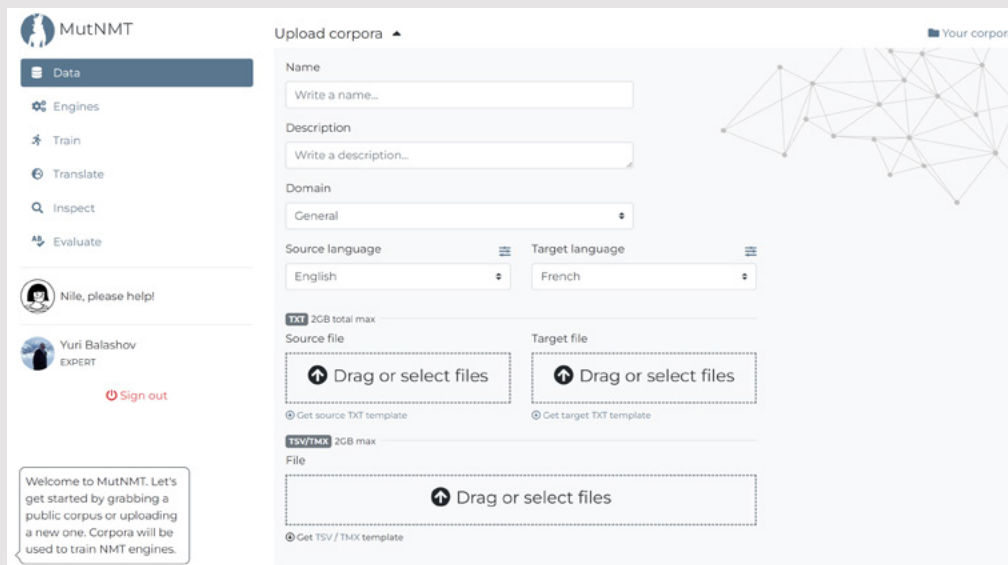 MutNMT
Data
Engines
Train
Translate
Inspect
Evaluate
Nile, please help!
Yuri Balashov
EXPERT
Sign out
Welcome to MutNMT. Let's
get started by grabbing a
public corpus or uploading
a new one. Corpora will be
used to train NMT engines.
Upload corpora
Your corpor
Name
Write a name...
Description
Write a description...
Domain
General
Source language
Target language
English
French
TXT 2GB total max
Source file
Target file
Drag or select files
Drag or select files
Get source TXT template
Get target TXT template
TSV/TMX 2GB max
File
Drag or select files
Get TSV / TMX template